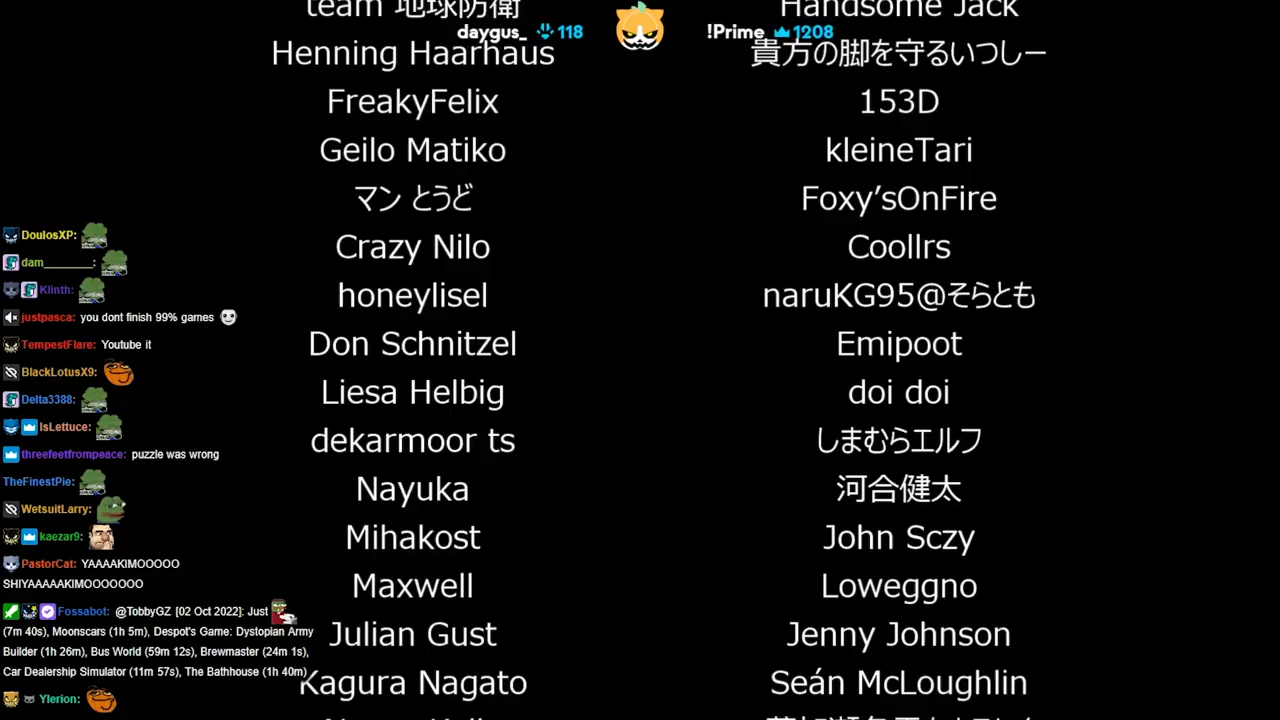 team 地球防衛
Handsome Jack
daygus_ 118
!Prime 1208
Henning Haarhaus
貴方の脚を守るいつしー
FreakyFelix
153D
Geilo Matiko
kleineTari
マン とうど
Foxy’sOnFire
Crazy Nilo
Coollrs
honeylisel
naruKG95@そらとも
Don Schnitzel
Emipoot
Liesa Helbig
doi doi
dekarmoor ts
しまむらエルフ
Nayuka
河合健太
Mihakost
John Sczy
Maxwell
Loweggno
Julian Gust
Jenny Johnson
Kagura Nagato
Seán McLoughlin
DoulosXP:
dam_______:
Klinth:
justpasca: you dont finish 99% games
TempestFlare: Youtube it
BlackLotusX9:
Delta3388:
IsLettuce:
threefeetfrompeace: puzzle was wrong
TheFinestPie:
WetsuitLarry:
kaezar9:
PastorCat: YAAAAKIMOOOOO
SHIYAAAAAKIMOOOOOOO
Fossabot: @TobbyGZ [02 Oct 2022]: Just
(7m 40s), Moonscars (1h 5m), Despot's Game: Dystopian Army
Builder (1h 26m), Bus World (59m 12s), Brewmaster (24m 1s),
Car Dealership Simulator (11m 57s), The Bathhouse (1h 40m)
Ylerion: